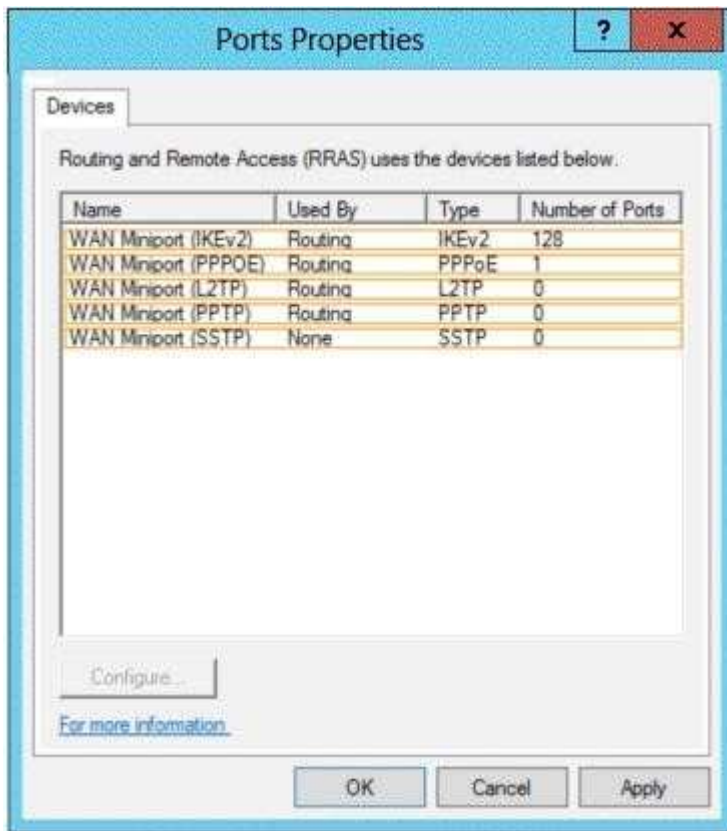 Ports Properties ? x
Devices
Routing and Remote Access (RRAS) uses the devices listed below.
Name Used By Type Number of Ports
WAN Miniport (IKEv2) Routing IKEv2 128
WAN Miniport (PPPOE) Routing PPPoE 1
WAN Miniport (L2TP) Routing L2TP 0
WAN Miniport (PPTP) Routing PPTP 0
WAN Miniport (SSTP) None SSTP 0
Configure...
For more information
OK Cancel Apply